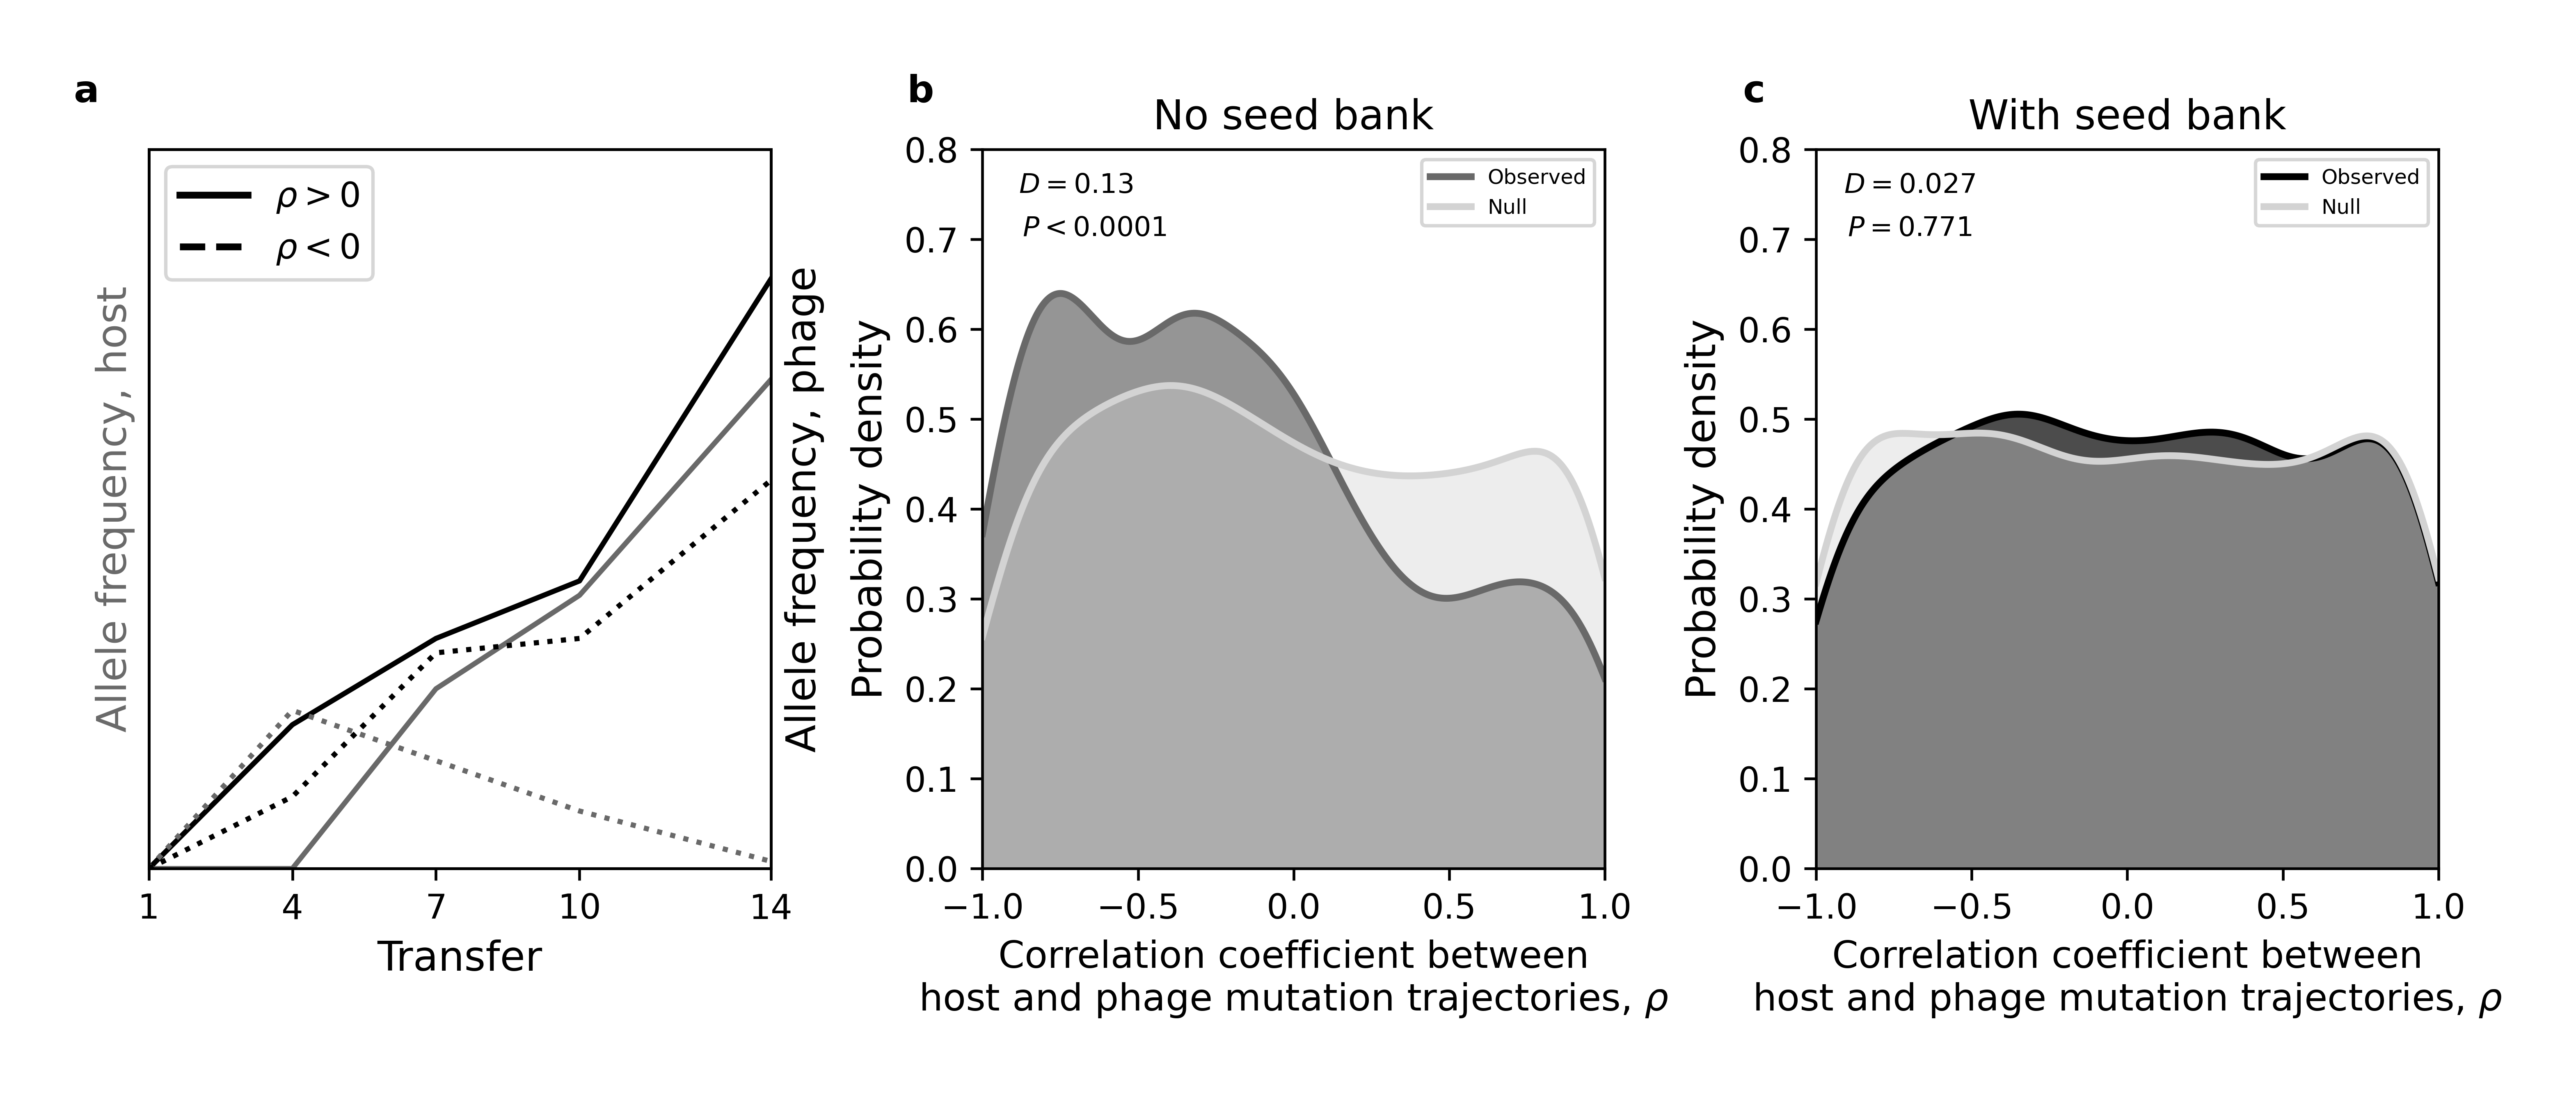 a
ρ > 0
ρ < 0
Allele frequency, host
Allele frequency, phage
1 4 7 10 14
Transfer
b
No seed bank
D = 0.13
P < 0.0001
Observed
Null
Probability density
0.8
0.7
0.6
0.5
0.4
0.3
0.2
0.1
0.0
−1.0 −0.5 0.0 0.5 1.0
Correlation coefficient between
host and phage mutation trajectories, ρ
c
With seed bank
D = 0.027
P = 0.771
Observed
Null
Probability density
0.8
0.7
0.6
0.5
0.4
0.3
0.2
0.1
0.0
−1.0 −0.5 0.0 0.5 1.0
Correlation coefficient between
host and phage mutation trajectories, ρ